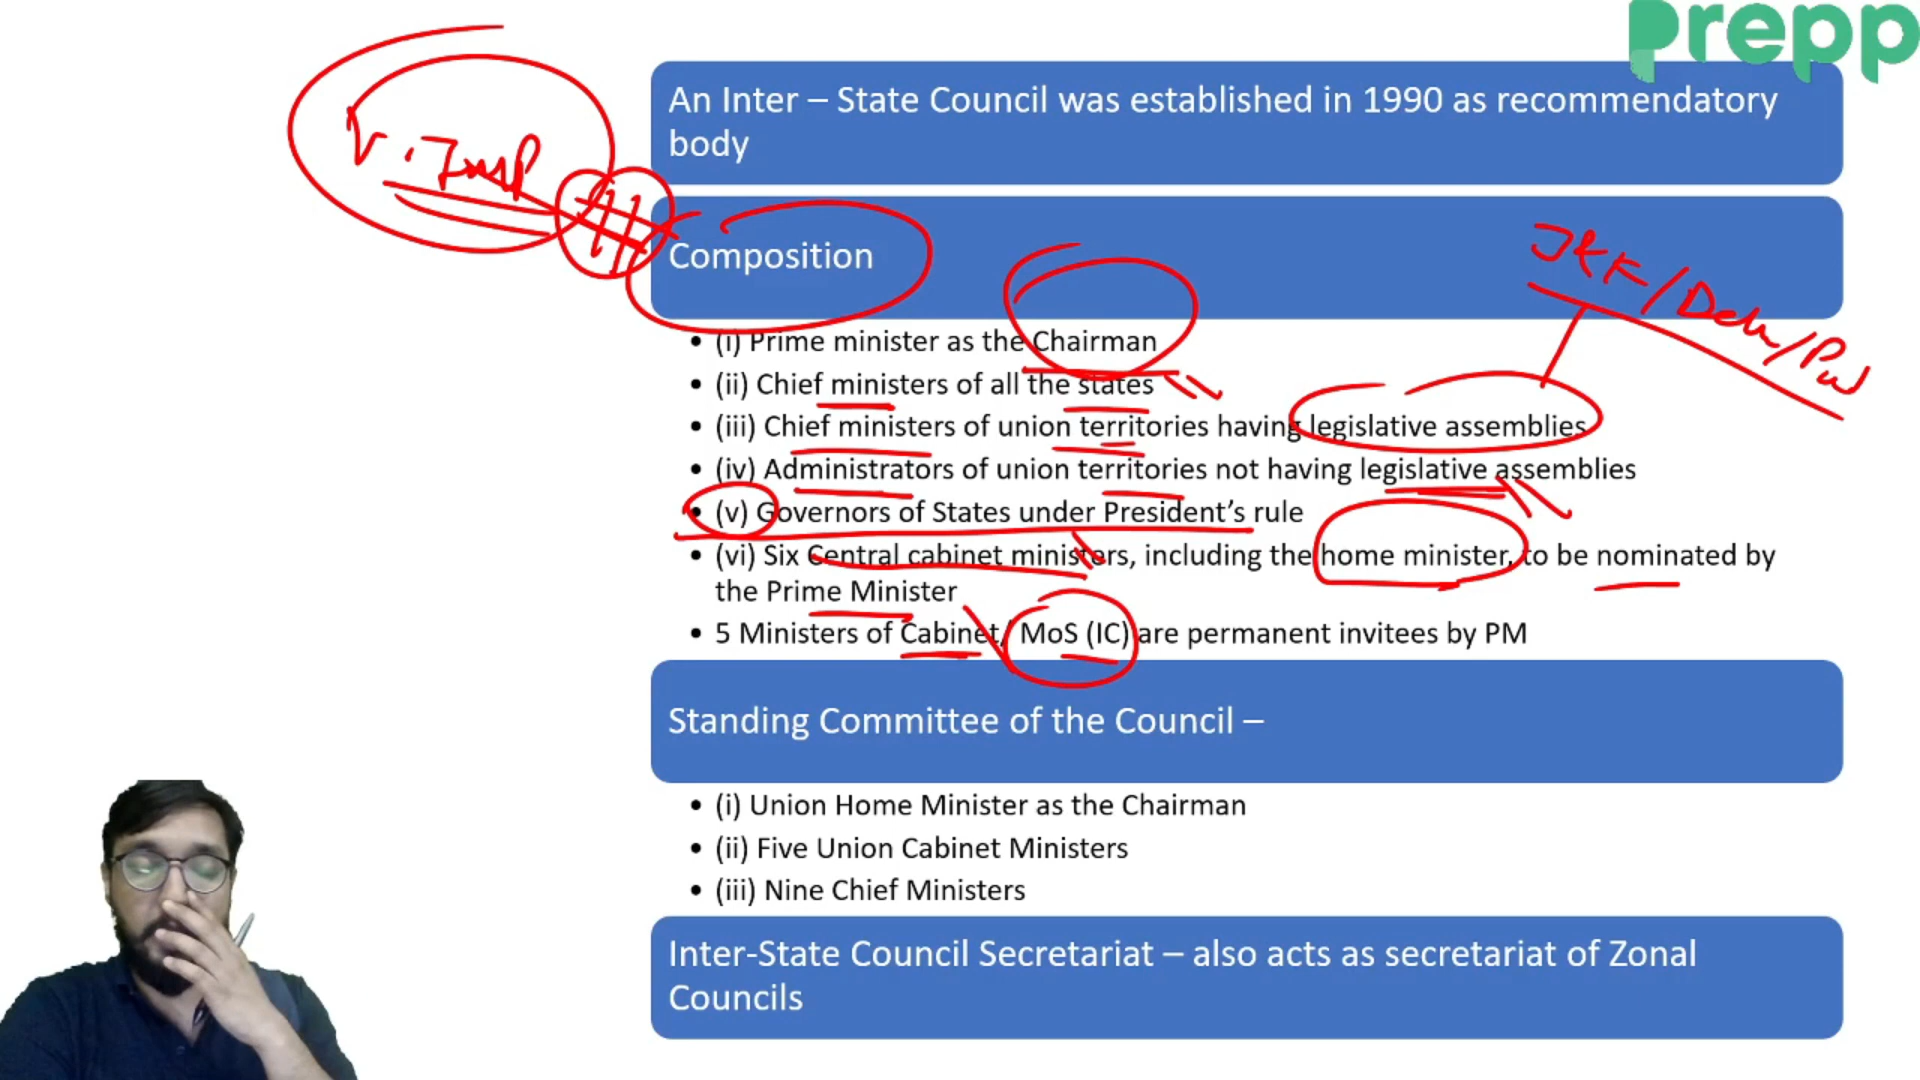 prepp
An Inter – State Council was established in 1990 as recommendatory
body
V. Imp
Composition
J&K/Deh/Pud
• (i) Prime minister as the Chairman
• (ii) Chief ministers of all the states
• (iii) Chief ministers of union territories having legislative assemblies
• (iv) Administrators of union territories not having legislative assemblies
• (v) Governors of States under President’s rule
• (vi) Six Central cabinet ministers, including the home minister, to be nominated by
the Prime Minister
• 5 Ministers of Cabinet/ MoS (IC) are permanent invitees by PM
Standing Committee of the Council –
• (i) Union Home Minister as the Chairman
• (ii) Five Union Cabinet Ministers
• (iii) Nine Chief Ministers
Inter-State Council Secretariat – also acts as secretariat of Zonal
Councils